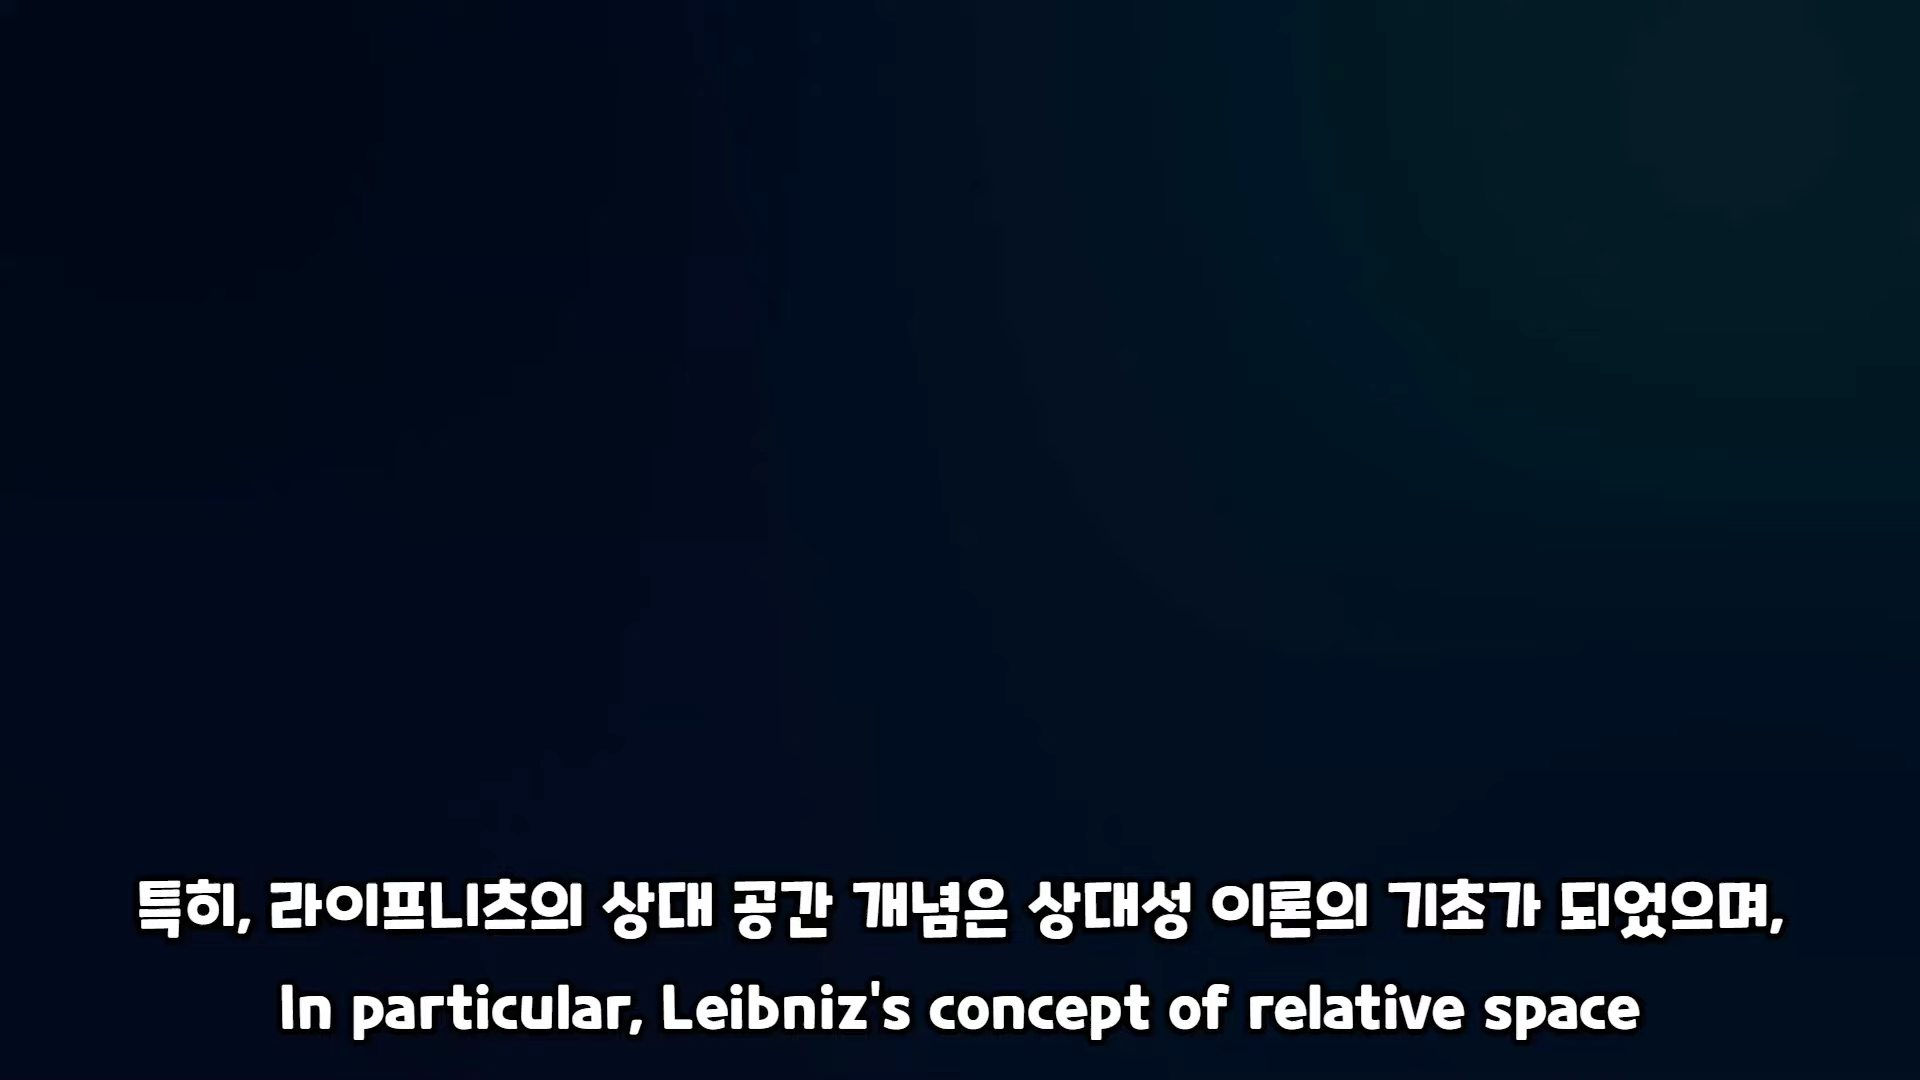 특히, 라이프니츠의 상대 공간 개념은 상대성 이론의 기초가 되었으며,
In particular, Leibniz's concept of relative space